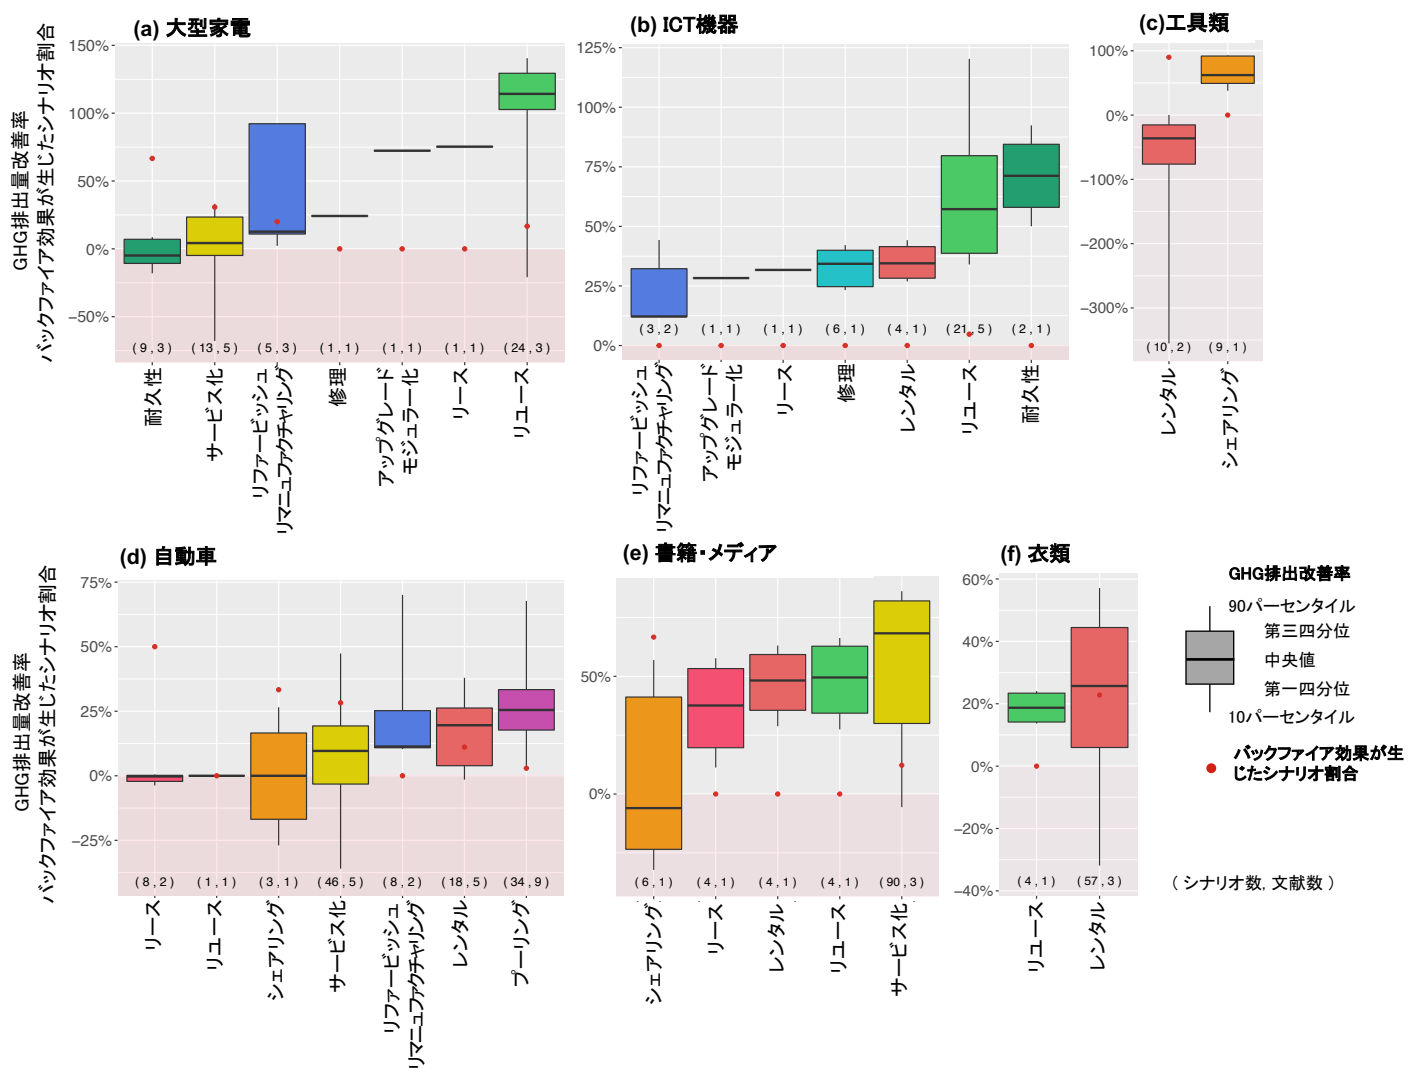 (a) 大型家電
GHG排出量改善率
バックファイア効果が生じたシナリオ割合
150%
100%
50%
0%
−50%
(9,3)
(13,5)
(5,3)
(1,1)
(1,1)
(1,1)
(24,3)
耐久性
サービス化
リファービッシュ
リマニュファクチャリング
修理
アップグレード
モジュラー化
リース
リユース
(b) ICT機器
125%
100%
75%
50%
25%
0%
(3,2)
(1,1)
(1,1)
(6,1)
(4,1)
(21,5)
(2,1)
リファービッシュ
リマニュファクチャリング
アップグレード
モジュラー化
リース
修理
レンタル
リユース
耐久性
(c)工具類
100%
0%
−100%
−200%
−300%
(10,2)
(9,1)
レンタル
シェアリング
(d) 自動車
GHG排出量改善率
バックファイア効果が生じたシナリオ割合
75%
50%
25%
0%
−25%
(8,2)
(1,1)
(3,1)
(46,5)
(8,2)
(18,5)
(34,9)
リース
リユース
シェアリング
サービス化
リファービッシュ
リマニュファクチャリング
レンタル
プーリング
(e) 書籍・メディア
50%
0%
(6,1)
(4,1)
(4,1)
(4,1)
(90,3)
シェアリング
リース
レンタル
リユース
サービス化
(f) 衣類
60%
40%
20%
0%
−20%
−40%
(4,1)
(57,3)
リユース
レンタル
GHG排出改善率
90パーセンタイル
第三四分位
中央値
第一四分位
10パーセンタイル
バックファイア効果が生
じたシナリオ割合
(シナリオ数, 文献数)